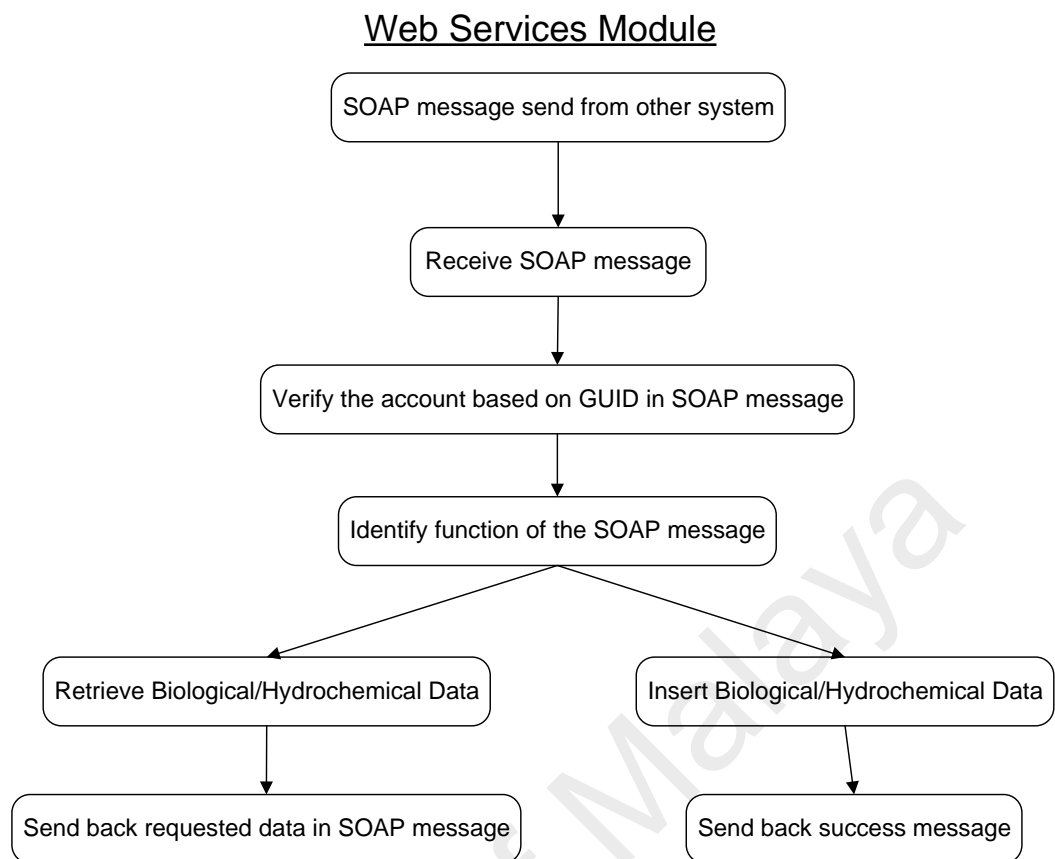 Web Services Module
SOAP message send from other system
Receive SOAP message
Verify the account based on GUID in SOAP message
Identify function of the SOAP message
Retrieve Biological/Hydrochemical Data
Insert Biological/Hydrochemical Data
Send back requested data in SOAP message
Send back success message
of Malaya